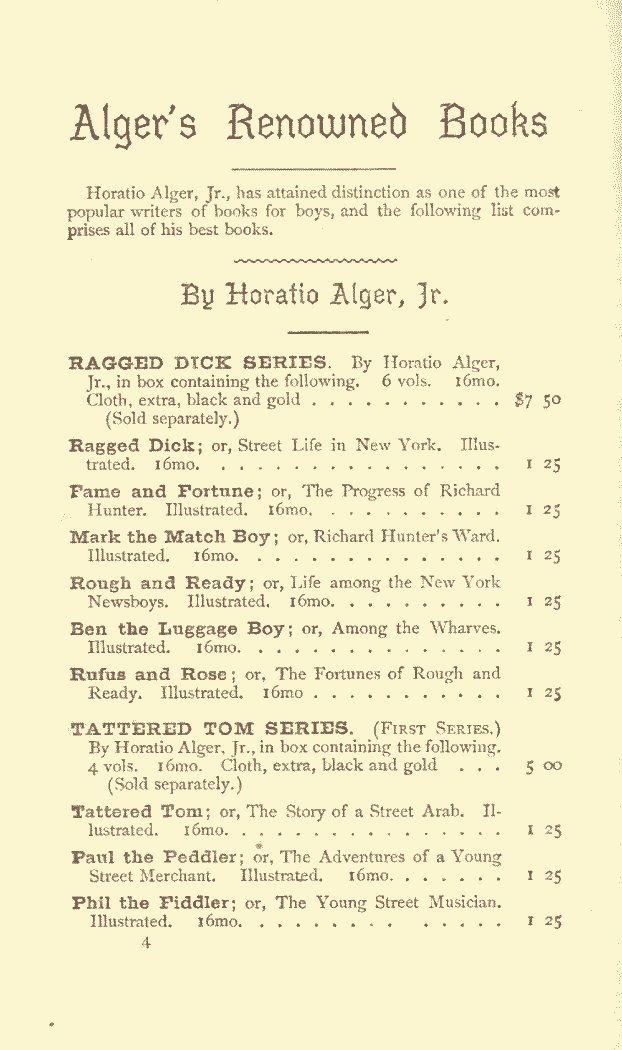 Alger's Renowned Books
Horatio Alger, Jr., has attained distinction as one of the most
popular writers of books for boys, and the following list com-
prises all of his best books.
By Horatio Alger, Jr.
RAGGED DICK SERIES. By Horatio Alger,
Jr., in box containing the following. 6 vols. 16mo.
Cloth, extra, black and gold . . . . . . . . . . . $7 50
(Sold separately.)
Ragged Dick; or, Street Life in New York. Illus-
trated. 16mo. . . . . . . . . . . . . . . . . 1 25
Fame and Fortune; or, The Progress of Richard
Hunter. Illustrated. 16mo. . . . . . . . . . . 1 25
Mark the Match Boy; or, Richard Hunter's Ward.
Illustrated. 16mo. . . . . . . . . . . . . . . 1 25
Rough and Ready; or, Life among the New York
Newsboys. Illustrated. 16mo. . . . . . . . . . 1 25
Ben the Luggage Boy; or, Among the Wharves.
Illustrated. 16mo. . . . . . . . . . . . . . . 1 25
Rufus and Rose; or, The Fortunes of Rough and
Ready. Illustrated. 16mo . . . . . . . . . . . 1 25
TATTERED TOM SERIES. (FIRST SERIES.)
By Horatio Alger, Jr., in box containing the following.
4 vols. 16mo. Cloth, extra, black and gold . . . 5 00
(Sold separately.)
Tattered Tom; or, The Story of a Street Arab. Il-
lustrated. 16mo. . . . . . . . . . . . . . . . 1 25
Paul the Peddler; or, The Adventures of a Young
Street Merchant. Illustrated. 16mo. . . . . . . 1 25
Phil the Fiddler; or, The Young Street Musician.
Illustrated. 16mo. . . . . . . . . . . . . . 1 25
4